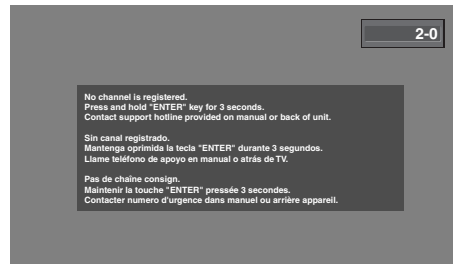 2-0
No channel is registered.
Press and hold "ENTER" key for 3 seconds.
Contact support hotline provided on manual or back of unit.
Sin canal registrado.
Mantenga oprimida la tecla "ENTER" durante 3 segundos.
Llame teléfono de apoyo en manual o atrás de TV.
Pas de chaîne consign.
Maintenir la touche "ENTER" pressée 3 secondes.
Contacter numero d'urgence dans manuel ou arrière appareil.